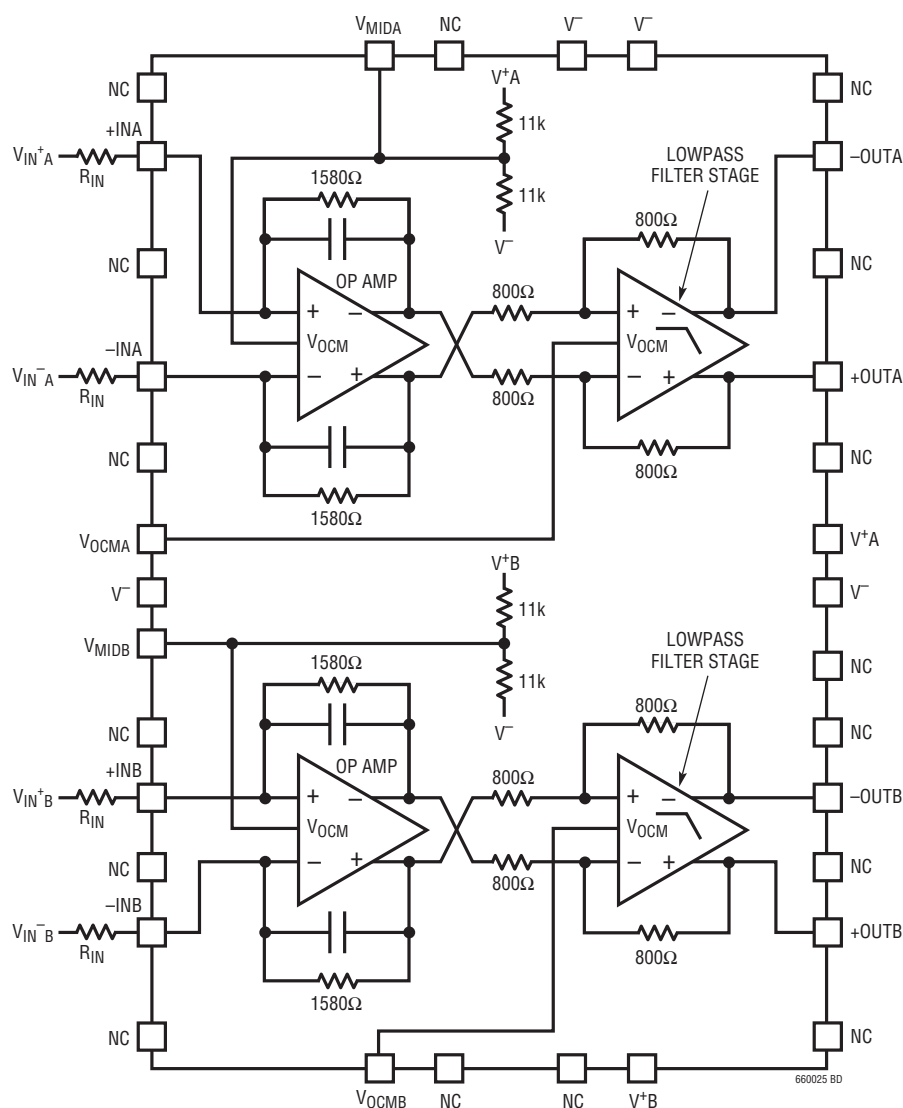 VMIDA NC V– V–
NC V+A NC
+INA 11k
VIN+A –OUTA
RIN
LOWPASS
FILTER STAGE
1580Ω 11k
V–
800Ω
NC OP AMP NC
800Ω
+ – + –
–INA VOCM VOCM
VIN–A – + – + +OUTA
RIN 800Ω
NC 800Ω NC
1580Ω
VOCMA V+A
V+B
V– 11k V–
VMIDB
LOWPASS
FILTER STAGE
1580Ω 11k NC
V–
800Ω
NC NC
OP AMP
+INB 800Ω
VIN+B + – + – –OUTB
RIN VOCM VOCM
NC – + – + NC
800Ω
–INB
VIN–B +OUTB
RIN 800Ω
1580Ω
NC NC
VOCMB NC NC V+B
660025 BD